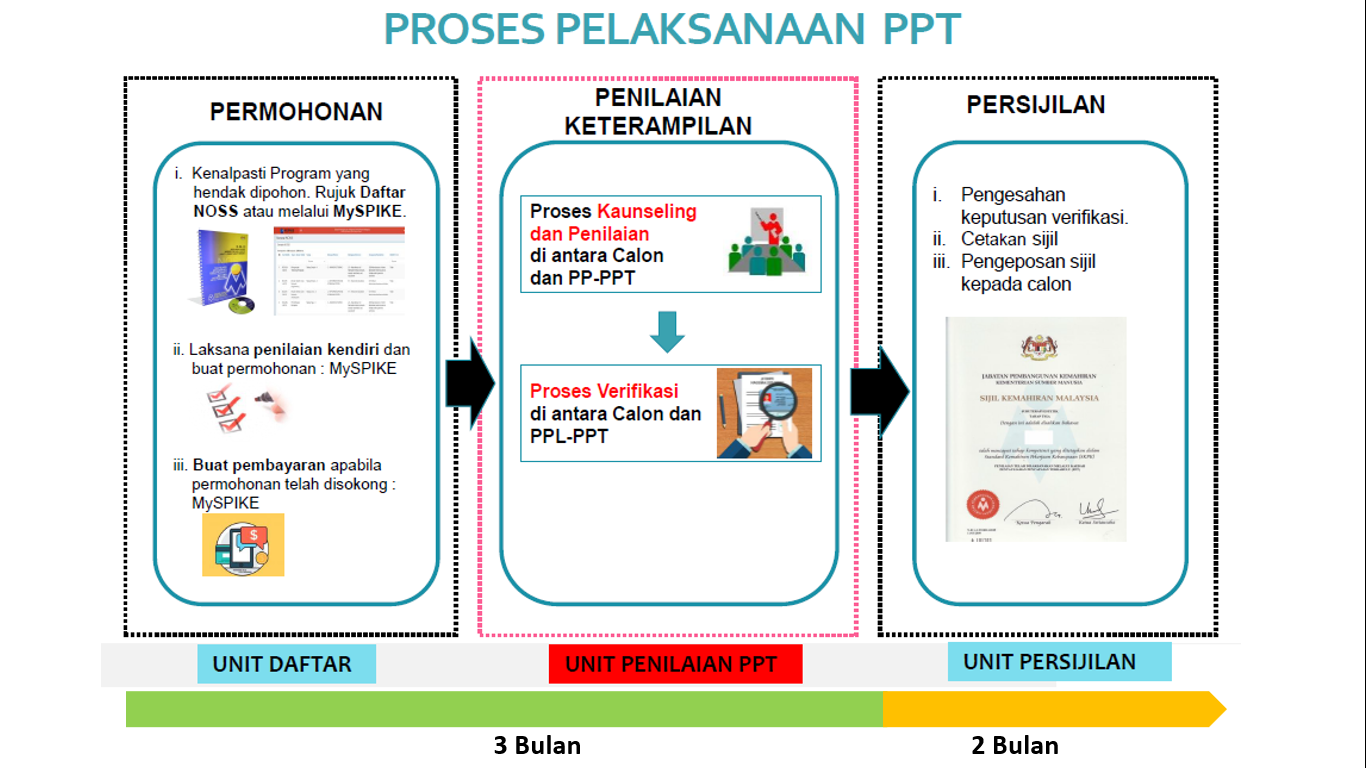 PROSES PELAKSANAAN PPT
PERMOHONAN
i. Kenalpasti Program yang
hendak dipohon. Rujuk Daftar
NOSS atau melalui MySPIKE.
ii. Laksana penilaian kendiri dan
buat permohonan : MySPIKE
iii. Buat pembayaran apabila
permohonan telah disokong :
MySPIKE
$
PENILAIAN
KETERAMPILAN
Proses Kaunseling
dan Penilaian
di antara Calon
dan PP-PPT
Proses Verifikasi
di antara Calon dan
PPL-PPT
PERSIJILAN
i. Pengesahan
keputusan verifikasi.
ii. Cetakan sijil
iii. Pengeposan sijil
kepada calon
JABATAN PEMBANGUNAN KEMAHIRAN
KEMENTERIAN SUMBER MANUSIA
SIJIL KEMAHIRAN MALAYSIA
UNIT DAFTAR
UNIT PENILAIAN PPT
UNIT PERSIJILAN
3 Bulan
2 Bulan